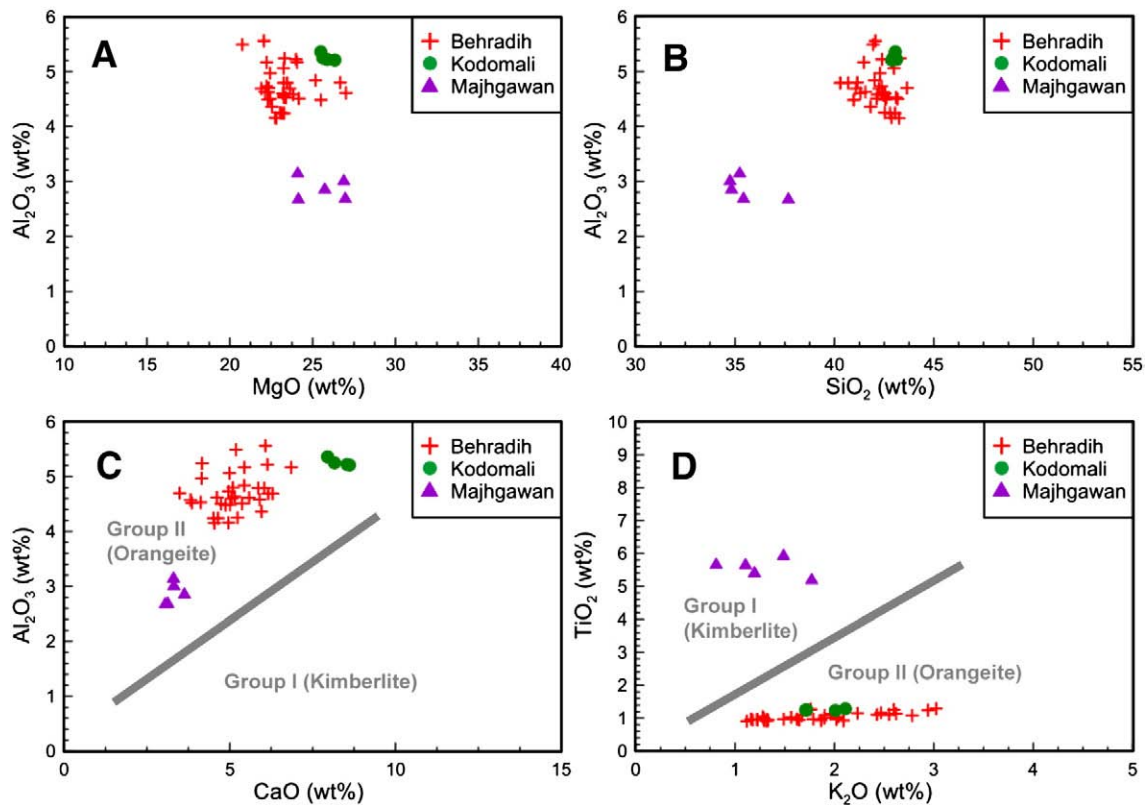 A
Behradih
Kodomali
Majhgawan
6
5
4
3
2
1
0
Al₂O₃ (wt%)
10
15
20
25
30
35
40
MgO (wt%)
B
Behradih
Kodomali
Majhgawan
6
5
4
3
2
1
0
Al₂O₃ (wt%)
30
35
40
45
50
55
SiO₂ (wt%)
C
Behradih
Kodomali
Majhgawan
Group II
(Orangeite)
Group I (Kimberlite)
6
5
4
3
2
1
0
Al₂O₃ (wt%)
0
5
10
15
CaO (wt%)
D
Behradih
Kodomali
Majhgawan
Group I
(Kimberlite)
Group II (Orangeite)
10
9
8
7
6
5
4
3
2
1
0
TiO₂ (wt%)
0
1
2
3
4
5
K₂O (wt%)